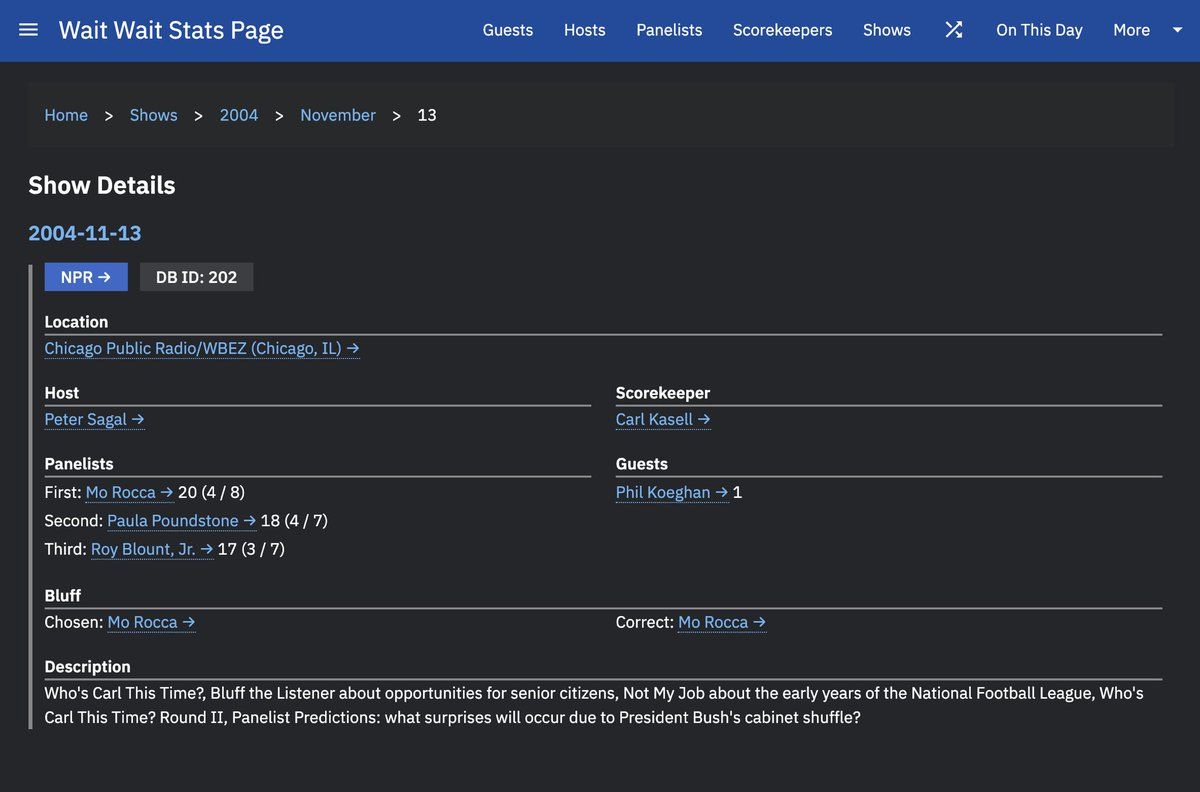 Wait Wait Stats Page
Guests Hosts Panelists Scorekeepers Shows On This Day More
Home > Shows > 2004 > November > 13
Show Details
2004-11-13
NPR → DB ID: 202
Location
Chicago Public Radio/WBEZ (Chicago, IL) →
Host
Peter Sagal →
Scorekeeper
Carl Kasell →
Panelists
First: Mo Rocca → 20 (4 / 8)
Second: Paula Poundstone → 18 (4 / 7)
Third: Roy Blount, Jr. → 17 (3 / 7)
Guests
Phil Koeghan → 1
Bluff
Chosen: Mo Rocca →
Correct: Mo Rocca →
Description
Who's Carl This Time?, Bluff the Listener about opportunities for senior citizens, Not My Job about the early years of the National Football League, Who's
Carl This Time? Round II, Panelist Predictions: what surprises will occur due to President Bush's cabinet shuffle?